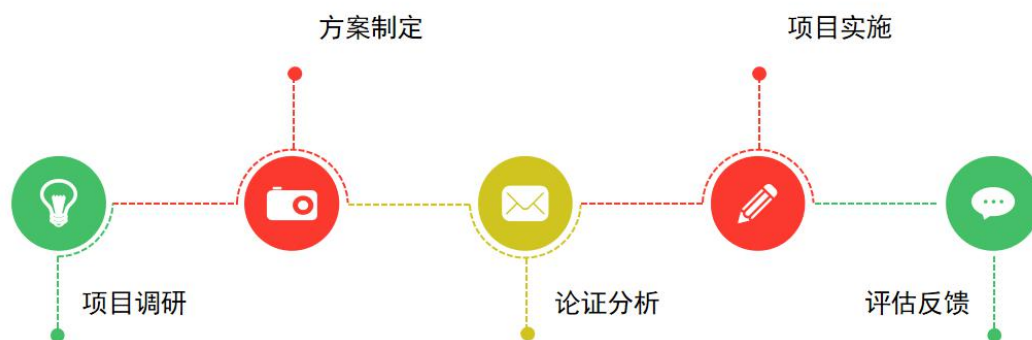 方案制定
项目实施
项目调研
论证分析
评估反馈